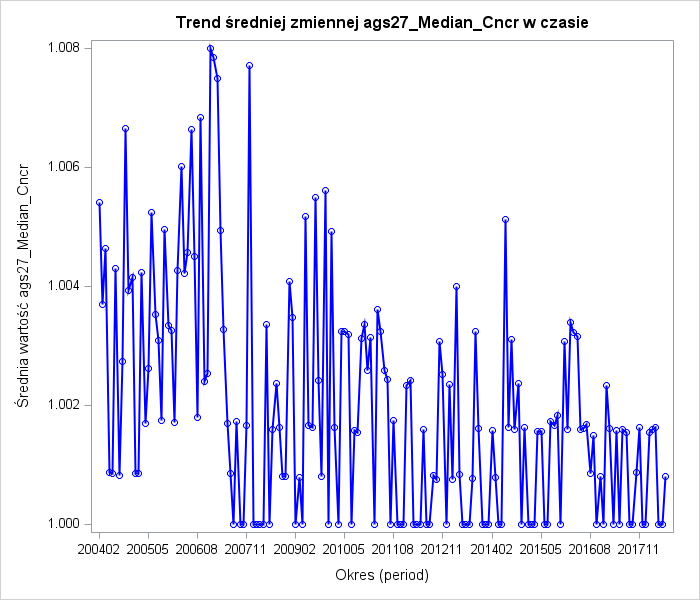 Trend średniej zmiennej ags27_Median_Cncr w czasie
1.008
1.006
1.004
1.002
1.000
Średnia wartość ags27_Median_Cncr
200402 200505 200608 200711 200902 201005 201108 201211 201402 201505 201608 201711
Okres (period)